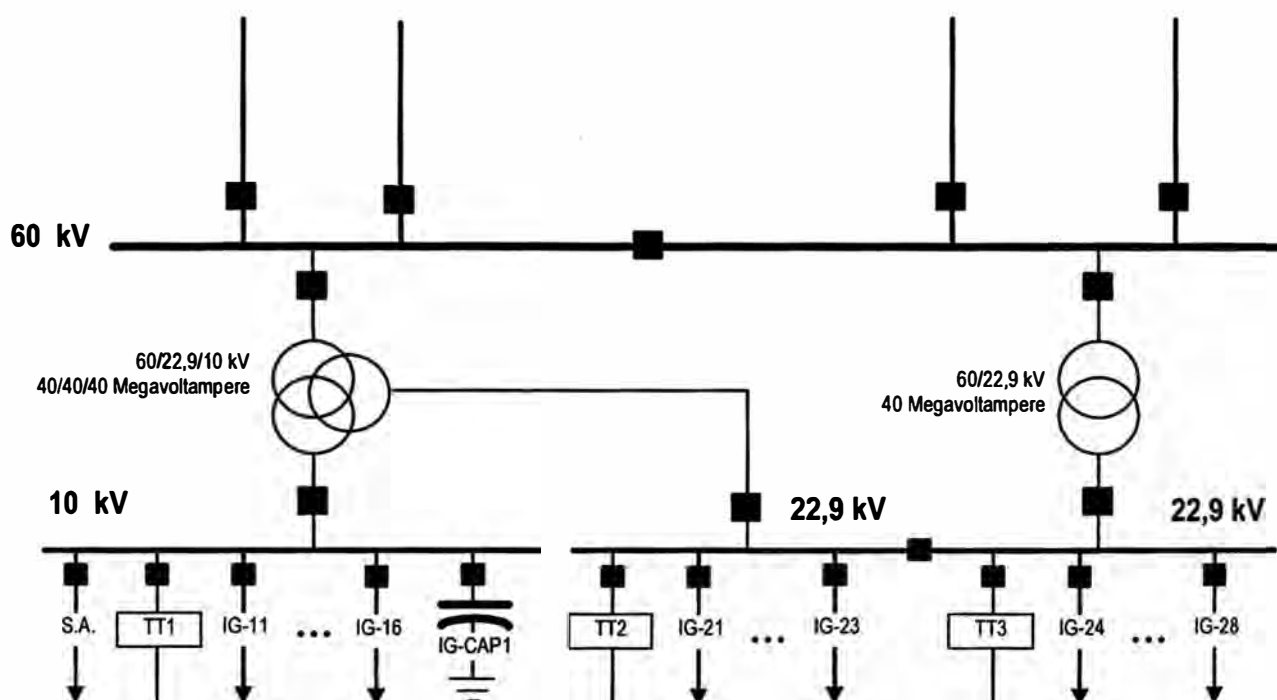 60 kV
60/22,9/10 kV
40/40/40 Megavoltampere
60/22,9 kV
40 Megavoltampere
10 kV
22,9 kV
22,9 kV
S.A.
TT1
IG-11
...
IG-16
IG-CAP1
TT2
IG-21
...
IG-23
TT3
IG-24
...
IG-28